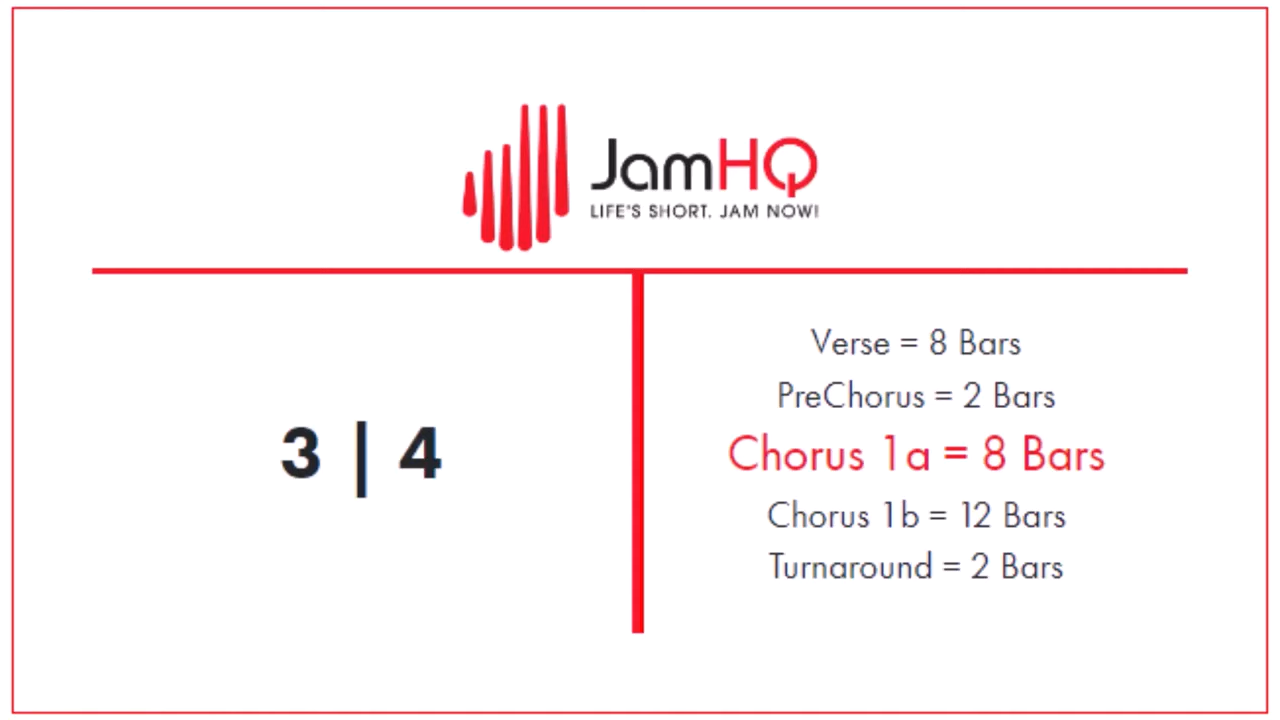 JamHQ
LIFE'S SHORT. JAM NOW!
3 | 4
Verse = 8 Bars
PreChorus = 2 Bars
Chorus 1a = 8 Bars
Chorus 1b = 12 Bars
Turnaround = 2 Bars